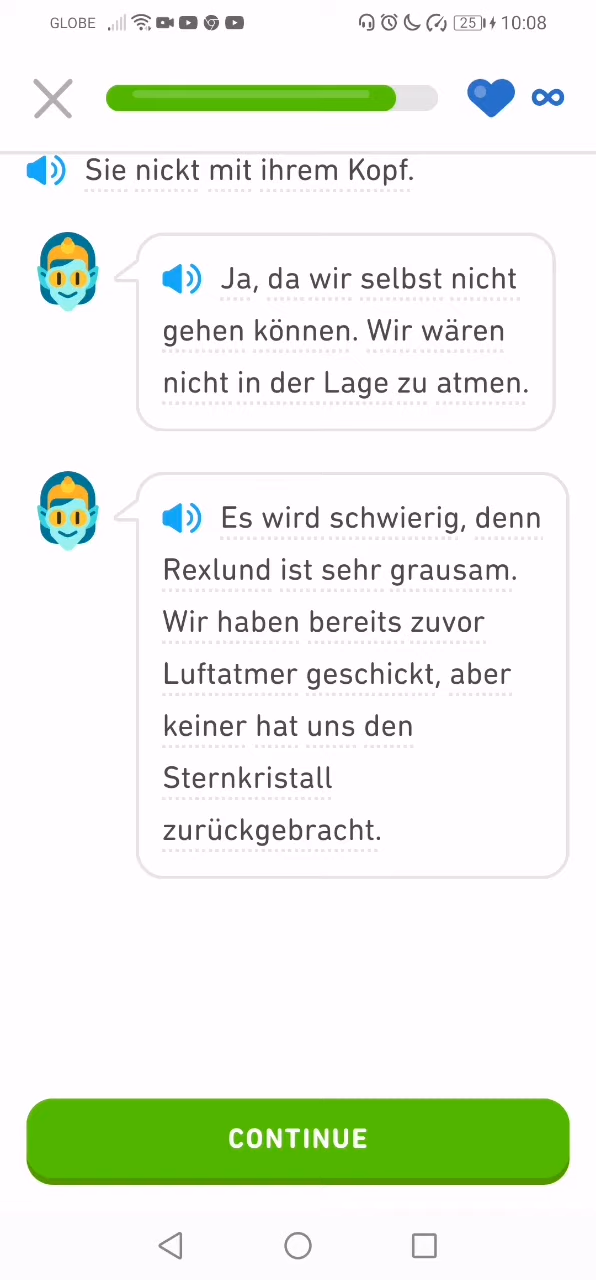 GLOBE 25 10:08
Sie nickt mit ihrem Kopf.
Ja, da wir selbst nicht
gehen können. Wir wären
nicht in der Lage zu atmen.
Es wird schwierig, denn
Rexlund ist sehr grausam.
Wir haben bereits zuvor
Luftatmer geschickt, aber
keiner hat uns den
Sternkristall
zurückgebracht.
CONTINUE